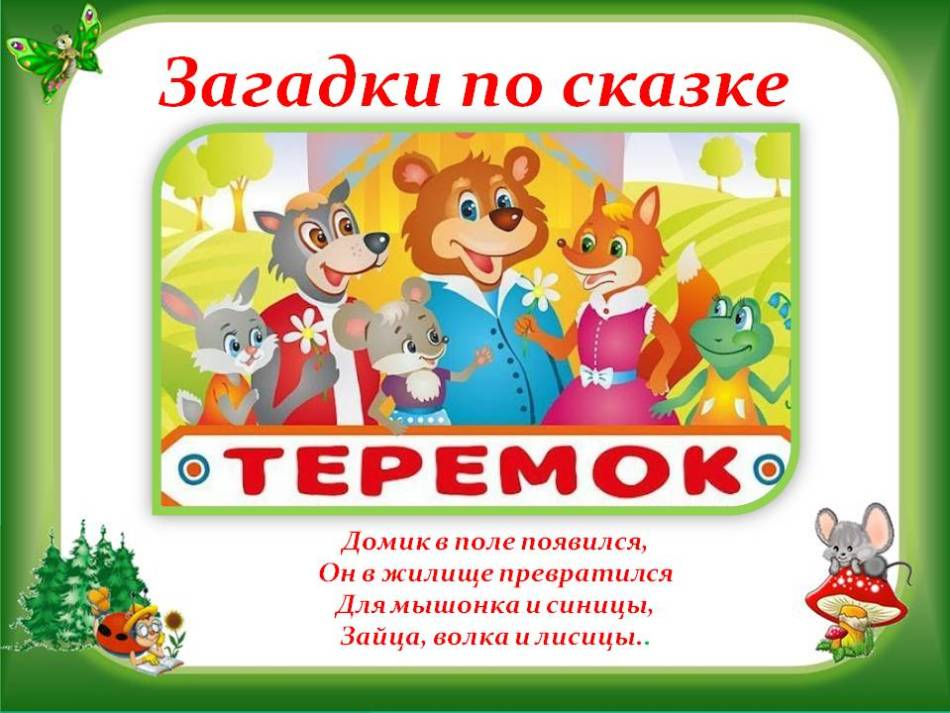 Загадки по сказке
ТЕРЕМОК
Домик в поле появился,
Он в жилище превратился
Для мышонка и синицы,
Зайца, волка и лисицы..